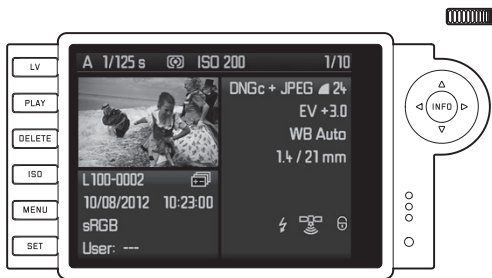 LV
PLAY
DELETE
ISO
MENU
SET
A 1/125 s ISO 200 1/10
DNGc + JPEG 24
EV +3.0
WB Auto
1.4 / 21 mm
L100-0002
10/08/2012 10:23:00
sRGB
User: ---
INFO